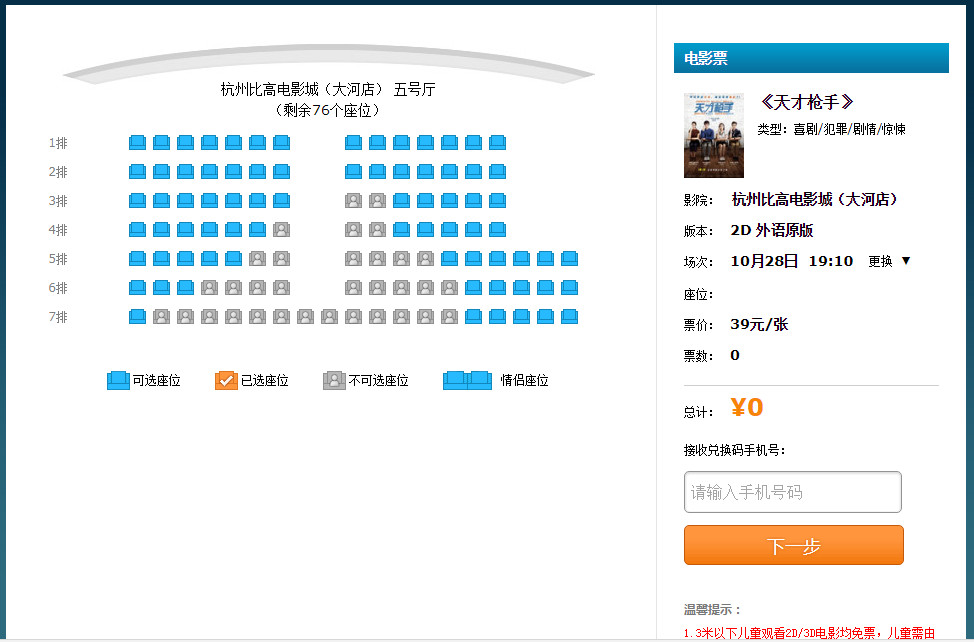 杭州比高电影城（大河店） 五号厅
（剩余76个座位）
1排
2排
3排
4排
5排
6排
7排
可选座位 已选座位 不可选座位 情侣座位
电影票
天才枪手
《天才枪手》
类型：喜剧/犯罪/剧情/惊悚
影院： 杭州比高电影城（大河店）
版本： 2D 外语原版
场次： 10月28日 19:10 更换 ▼
座位：
票价： 39元/张
票数： 0
总计： ¥0
接收兑换码手机号：
请输入手机号码
下一步
温馨提示：
1.3米以下儿童观看2D/3D电影均免票，儿童需由